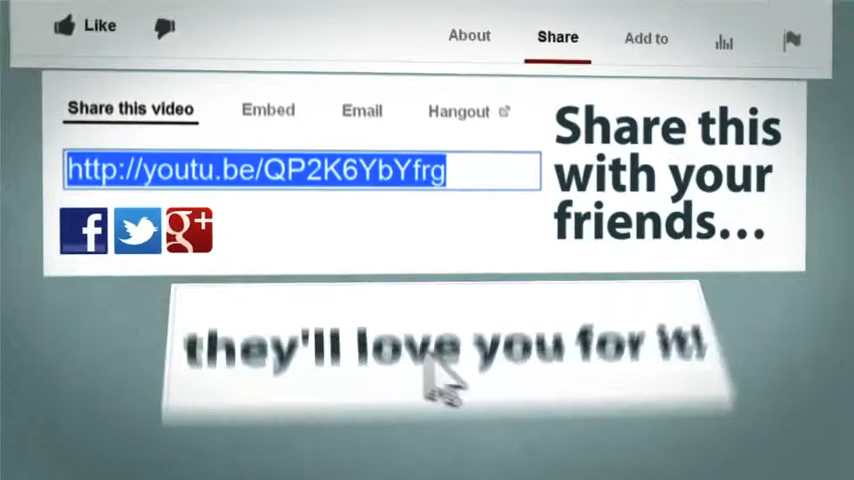 Like
About
Share
Add to
Share this video
Embed
Email
Hangout
Share this
with your
friends...
http://youtu.be/QP2K6YbYfrg
f
g+
they'll love you for it!